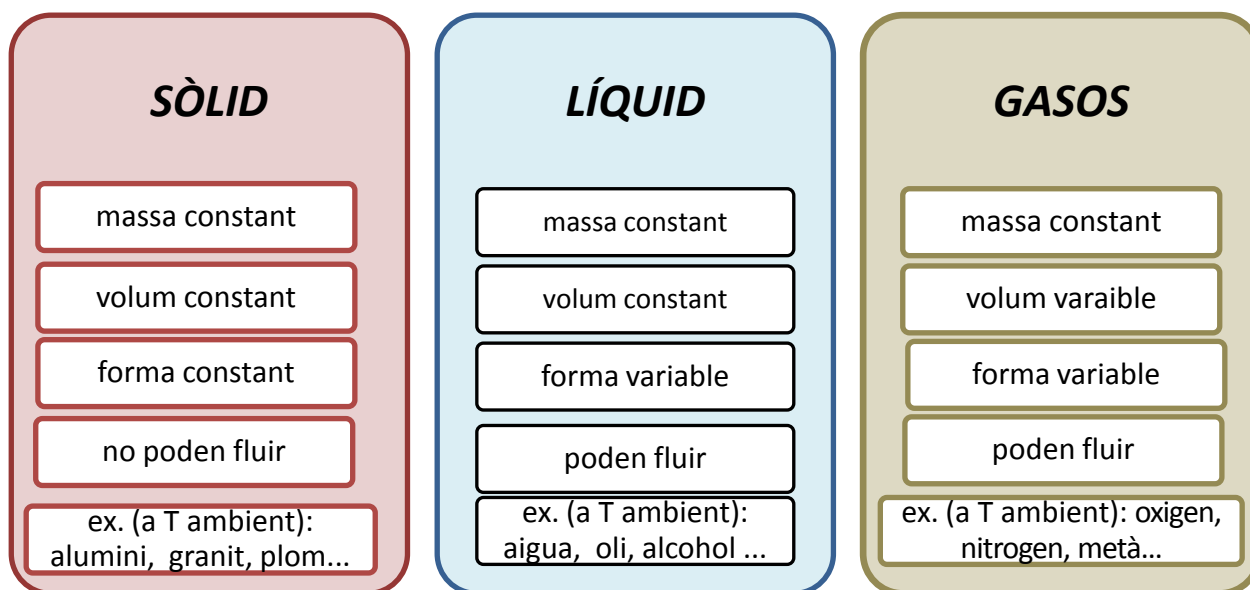 SÒLID
massa constant
volum constant
forma constant
no poden fluir
ex. (a T ambient):
alumini, granit, plom...
LÍQUID
massa constant
volum constant
forma variable
poden fluir
ex. (a T ambient):
aigua, oli, alcohol ...
GASOS
massa constant
volum varaible
forma variable
poden fluir
ex. (a T ambient): oxigen,
nitrogen, metà...